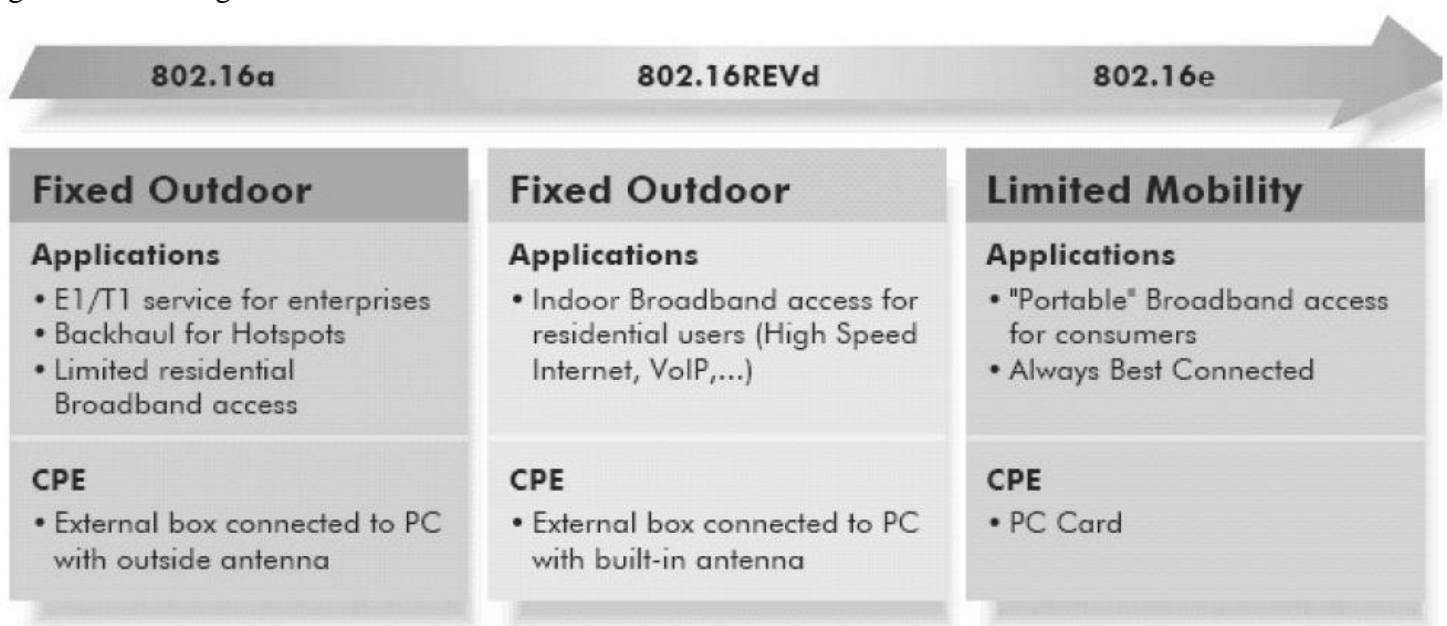 802.16a
802.16REVd
802.16e
Fixed Outdoor
Applications
• E1/T1 service for enterprises
• Backhaul for Hotspots
• Limited residential
Broadband access
CPE
• External box connected to PC
with outside antenna
Fixed Outdoor
Applications
• Indoor Broadband access for
residential users (High Speed
Internet, VoIP,...)
CPE
• External box connected to PC
with built-in antenna
Limited Mobility
Applications
• "Portable" Broadband access
for consumers
• Always Best Connected
CPE
• PC Card